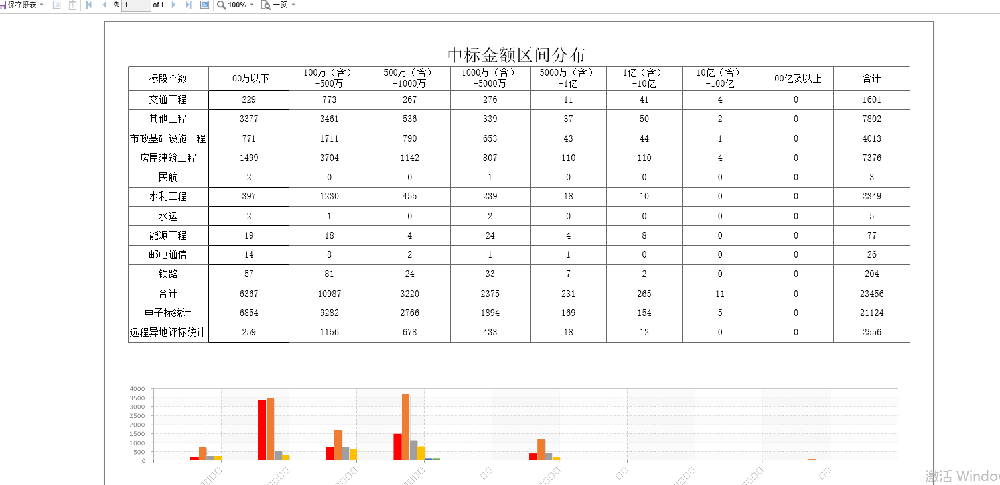 保存报表 页 1 of 1 100% 一页
中标金额区间分布
标段个数 100万以下 100万（含）-500万 500万（含）-1000万 1000万（含）-5000万 5000万（含）-1亿 1亿（含）-10亿 10亿（含）-100亿 100亿及以上 合计
交通工程 229 773 267 276 11 41 4 0 1601
其他工程 3377 3461 536 339 37 50 2 0 7802
市政基础设施工程 771 1711 790 653 43 44 1 0 4013
房屋建筑工程 1499 3704 1142 807 110 110 4 0 7376
民航 2 0 0 1 0 0 0 0 3
水利工程 397 1230 455 239 18 10 0 0 2349
水运 2 1 0 2 0 0 0 0 5
能源工程 19 18 4 24 4 8 0 0 77
邮电通信 14 8 2 1 1 0 0 0 26
铁路 57 81 24 33 7 2 0 0 204
合计 6367 10987 3220 2375 231 265 11 0 23456
电子标统计 6854 9282 2766 1894 169 154 5 0 21124
远程异地评标统计 259 1156 678 433 18 12 0 0 2556
4000
3500
3000
2500
2000
1500
1000
500
0
激活 Windo